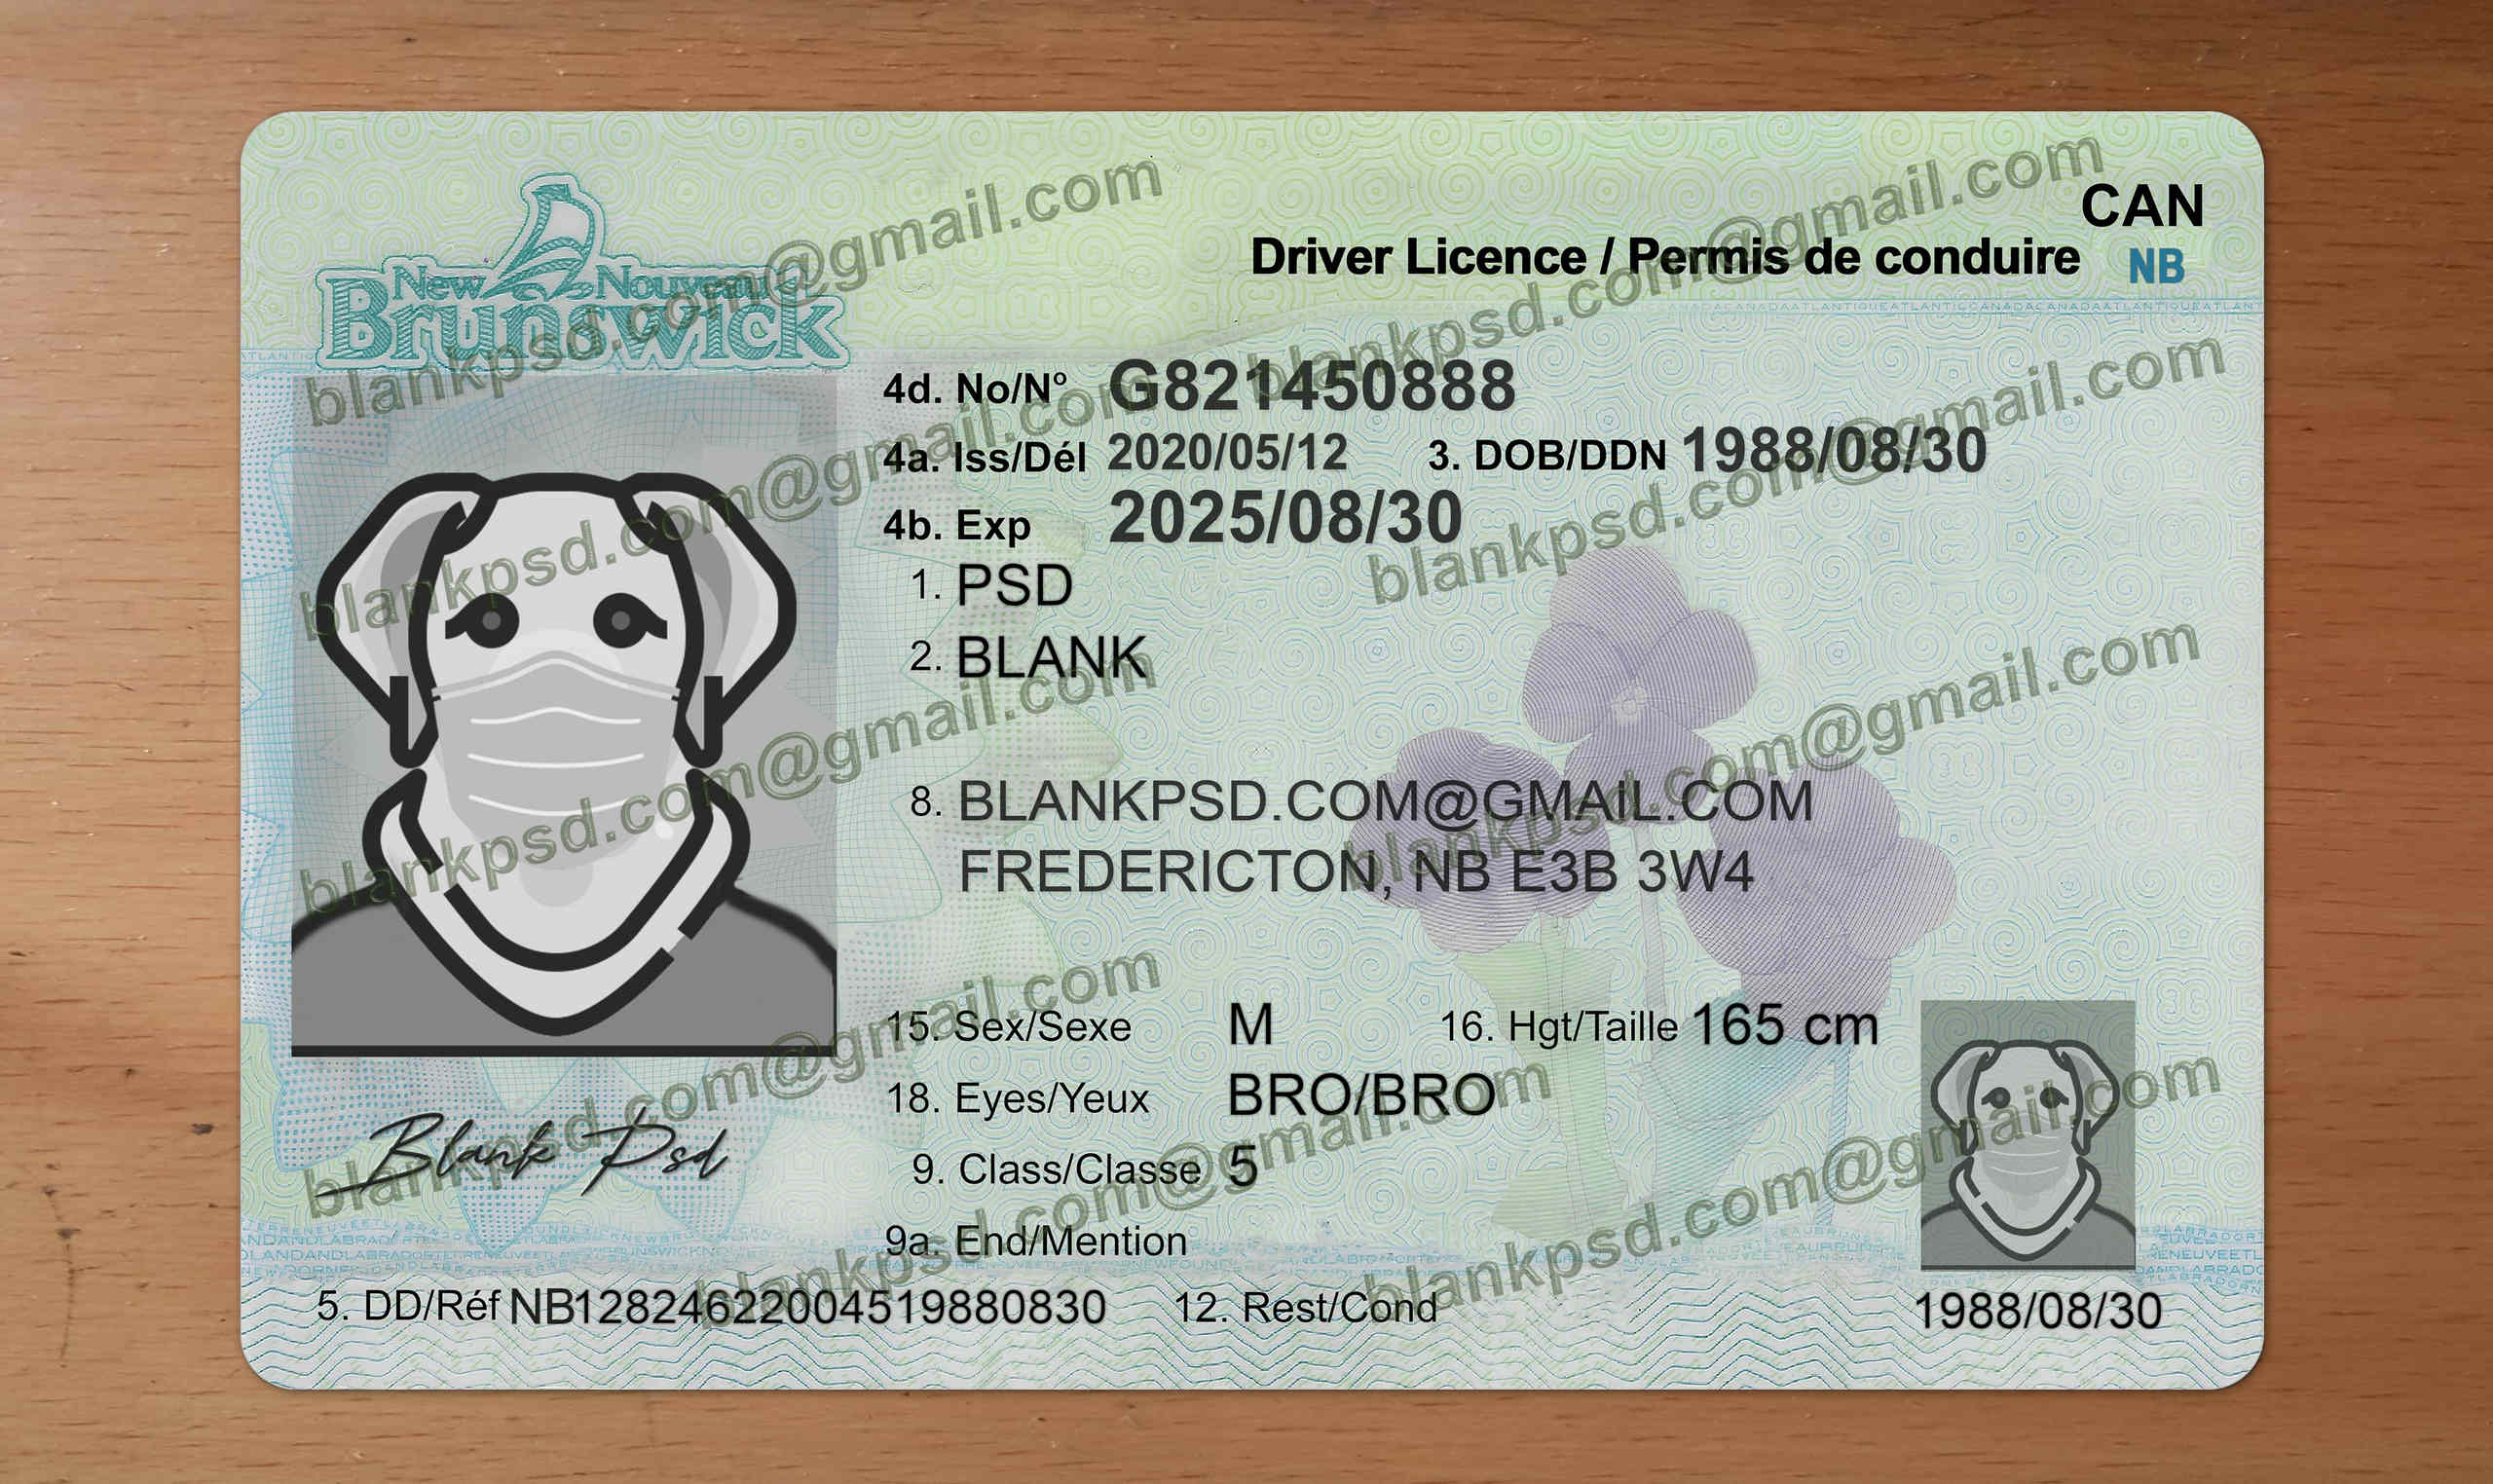 CAN
Driver Licence / Permis de conduire NB
New Nouveau
Brunswick
4d. No/Nº G821450888
4a. Iss/Dél 2020/05/12 3. DOB/DDN 1988/08/30
4b. Exp 2025/08/30
1. PSD
2. BLANK
8. BLANKPSD.COM@GMAIL.COM
FREDERICTON, NB E3B 3W4
15. Sex/Sexe M 16. Hgt/Taille 165 cm
18. Eyes/Yeux BRO/BRO
9. Class/Classe 5
9a. End/Mention
Blank Psd
5. DD/Réf NB12824622004519880830 12. Rest/Cond 1988/08/30
blankpsd.com@gmail.com
blankpsd.com@gmail.com
blankpsd.com@gmail.com
blankpsd.com@gmail.com
blankpsd.com@gmail.com
blankpsd.com@gmail.com
blankpsd.com@gmail.com
blankpsd.com@gmail.com
blankpsd.com@gmail.com